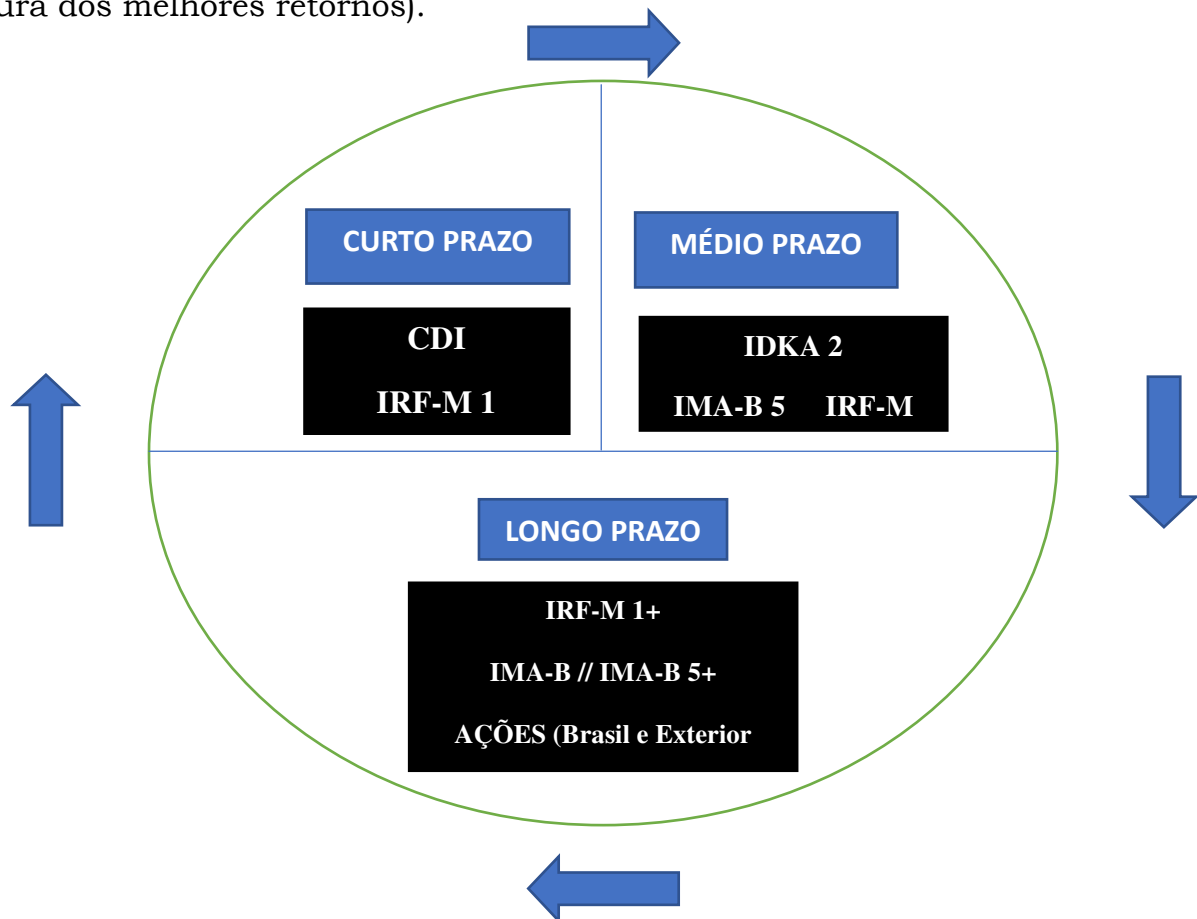 ura dos melhores retornos).
CURTO PRAZO
CDI
IRF-M 1
MÉDIO PRAZO
IDKA 2
IMA-B 5 IRF-M
LONGO PRAZO
IRF-M 1+
IMA-B // IMA-B 5+
AÇÕES (Brasil e Exterior